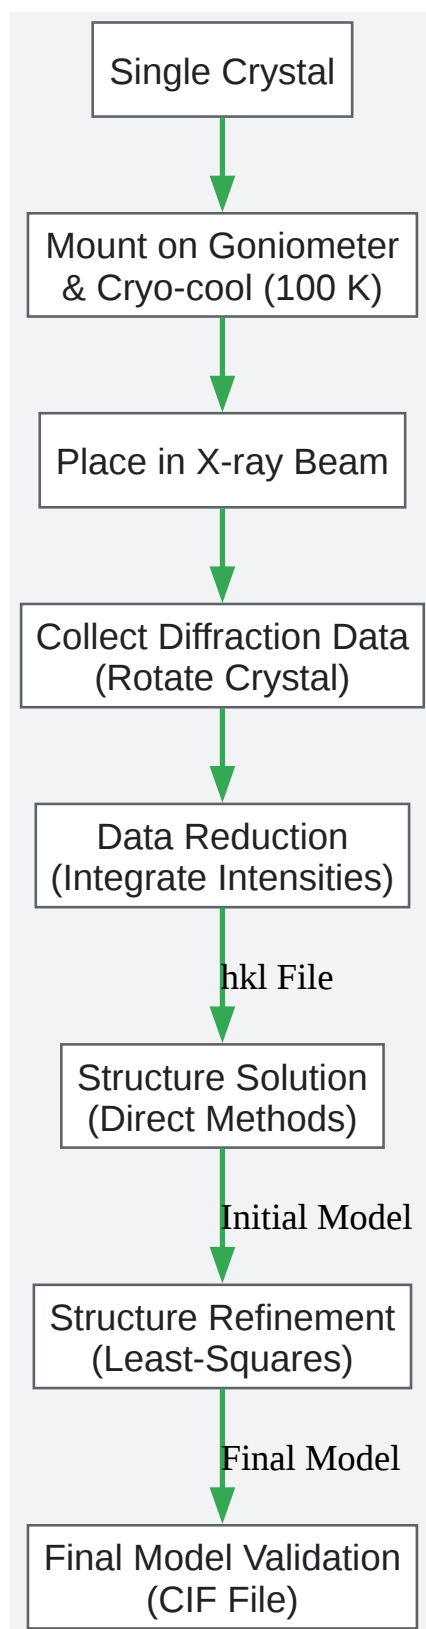 Single Crystal
Mount on Goniometer
& Cryo-cool (100 K)
Place in X-ray Beam
Collect Diffraction Data
(Rotate Crystal)
Data Reduction
(Integrate Intensities)
hkl File
Structure Solution
(Direct Methods)
Initial Model
Structure Refinement
(Least-Squares)
Final Model
Final Model Validation
(CIF File)